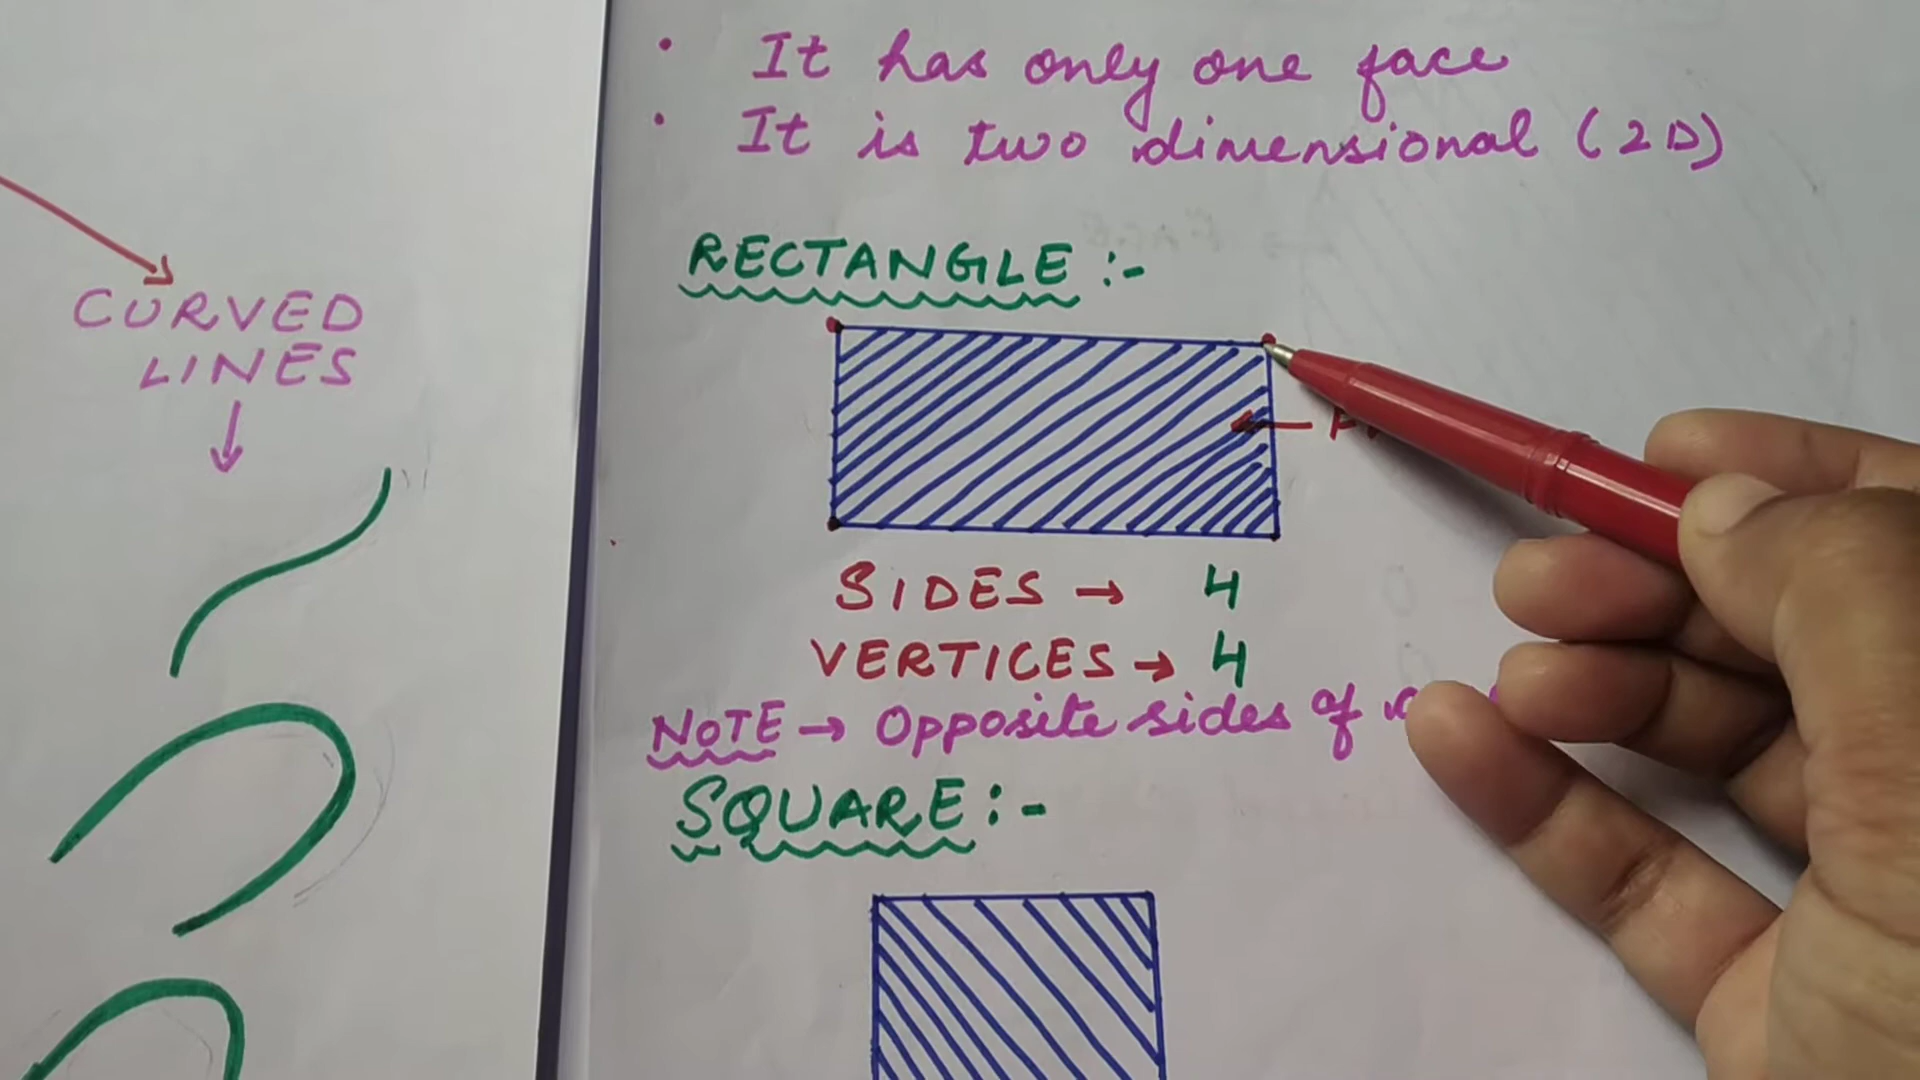 • It has only one face
• It is two dimensional (2D)
RECTANGLE :-
CURVED
LINES
SIDES → 4
VERTICES → 4
NOTE → Opposite sides of
SQUARE :-